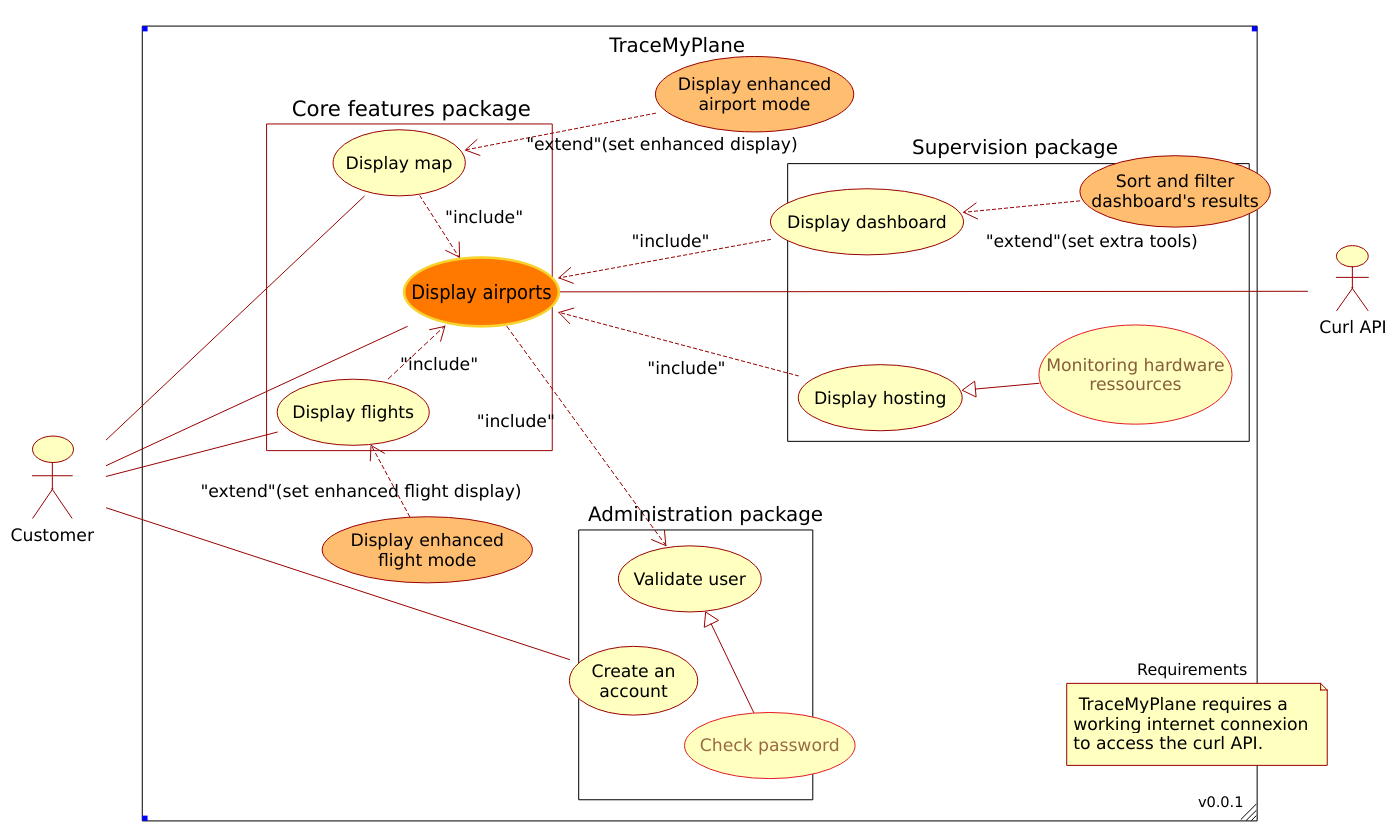 TraceMyPlane
Display enhanced
airport mode
Core features package
"extend"(set enhanced display)
Display map
Supervision package
Sort and filter
dashboard's results
"include"
Display dashboard
"include"
"extend"(set extra tools)
Display airports
Curl API
"include"
"include"
Monitoring hardware
ressources
Display flights
Display hosting
"include"
"extend"(set enhanced flight display)
Customer
Administration package
Display enhanced
flight mode
Validate user
Create an
account
Check password
Requirements
TraceMyPlane requires a
working internet connexion
to access the curl API.
v0.0.1